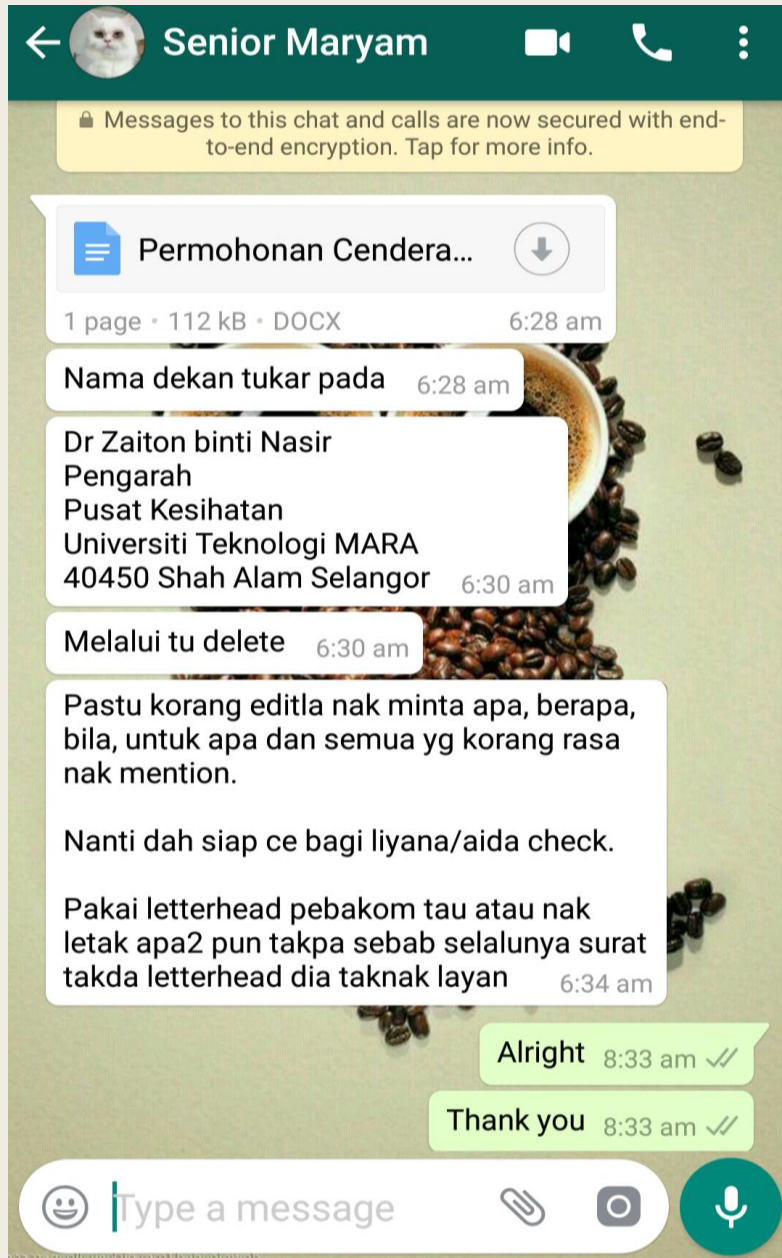 Senior Maryam
Messages to this chat and calls are now secured with end-
to-end encryption. Tap for more info.
Permohonan Cendera...
1 page • 112 kB • DOCX 6:28 am
Nama dekan tukar pada 6:28 am
Dr Zaiton binti Nasir
Pengarah
Pusat Kesihatan
Universiti Teknologi MARA
40450 Shah Alam Selangor 6:30 am
Melalui tu delete 6:30 am
Pastu korang editla nak minta apa, berapa,
bila, untuk apa dan semua yg korang rasa
nak mention.
Nanti dah siap ce bagi liyana/aida check.
Pakai letterhead pebakom tau atau nak
letak apa2 pun takpa sebab selalunya surat
takda letterhead dia taknak layan 6:34 am
Alright 8:33 am
Thank you 8:33 am
Type a message